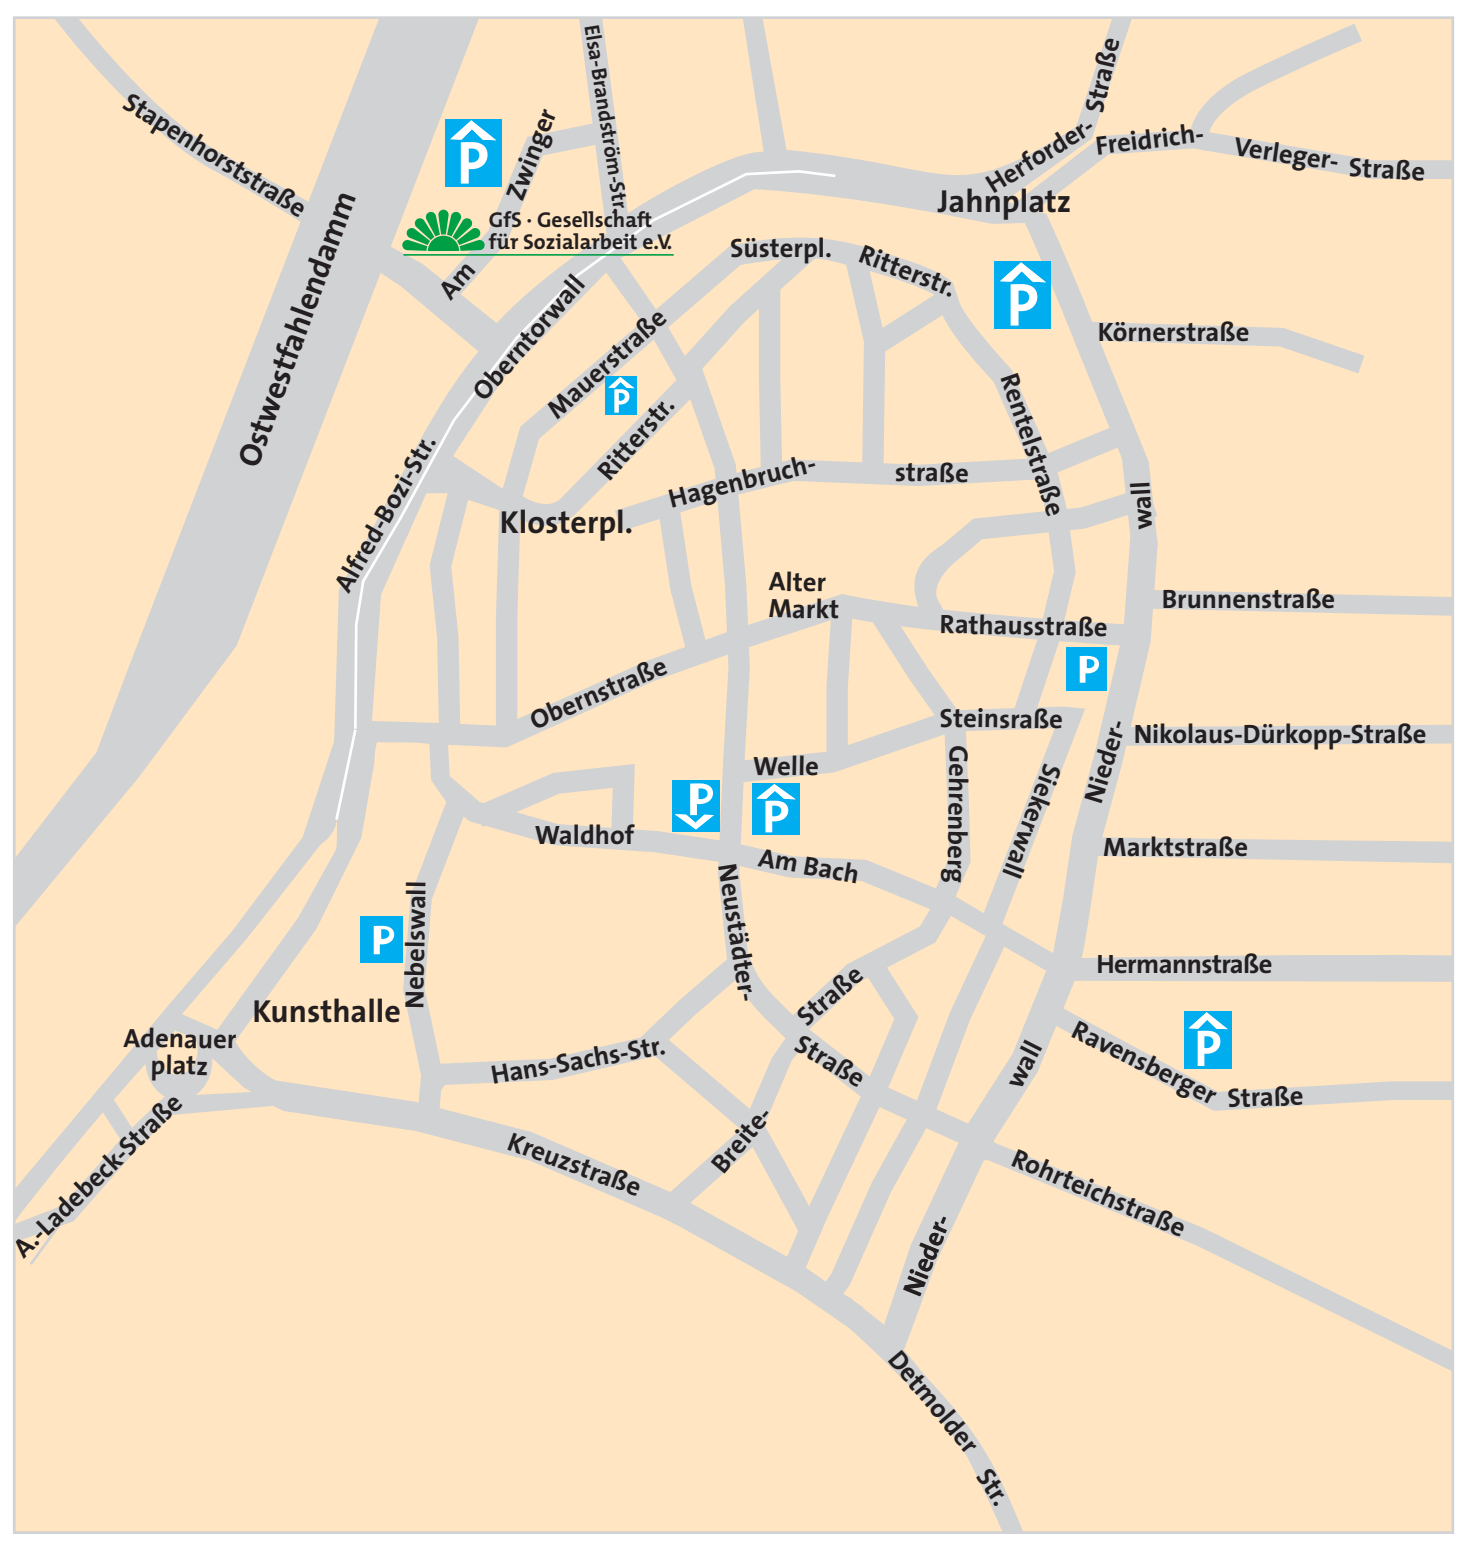 Elsa-Brandström-Str.
Herforder- Straße
Stapenhorststraße
P
Am Zwinger
Freidrich- Verleger- Straße
Jahnplatz
GfS · Gesellschaft
für Sozialarbeit e.V.
Süsterpl.
Ritterstr.
P
Ostwestfahlendamm
Oberntorwall
Mauerstraße
Körnerstraße
P
Ritterstr.
Rentelstraße
Alfred-Bozi-Str.
Hagenbruch- straße
wall
Klosterpl.
Alter
Markt
Brunnenstraße
Rathausstraße
P
Obernstraße
Steinsraße
Nieder-
Nikolaus-Dürkopp-Straße
Welle
Gehrenberg
Siekerwall
P
P
Waldhof
Marktstraße
Am Bach
Neustädter-
Nebelswall
P
Hermannstraße
Straße
Kunsthalle
Adenauer
platz
Hans-Sachs-Str.
Straße
wall
Ravensberger Straße
P
A.-Ladebeck-Straße
Kreuzstraße
Breite-
Rohrteichstraße
Nieder-
Detmolder Str.